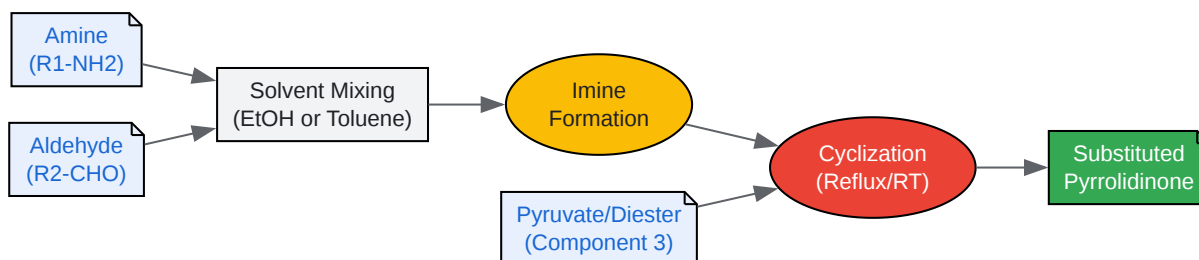 Amine
(R1-NH2)
Aldehyde
(R2-CHO)
Solvent Mixing
(EtOH or Toluene)
Imine
Formation
Pyruvate/Diester
(Component 3)
Cyclization
(Reflux/RT)
Substituted
Pyrrolidinone